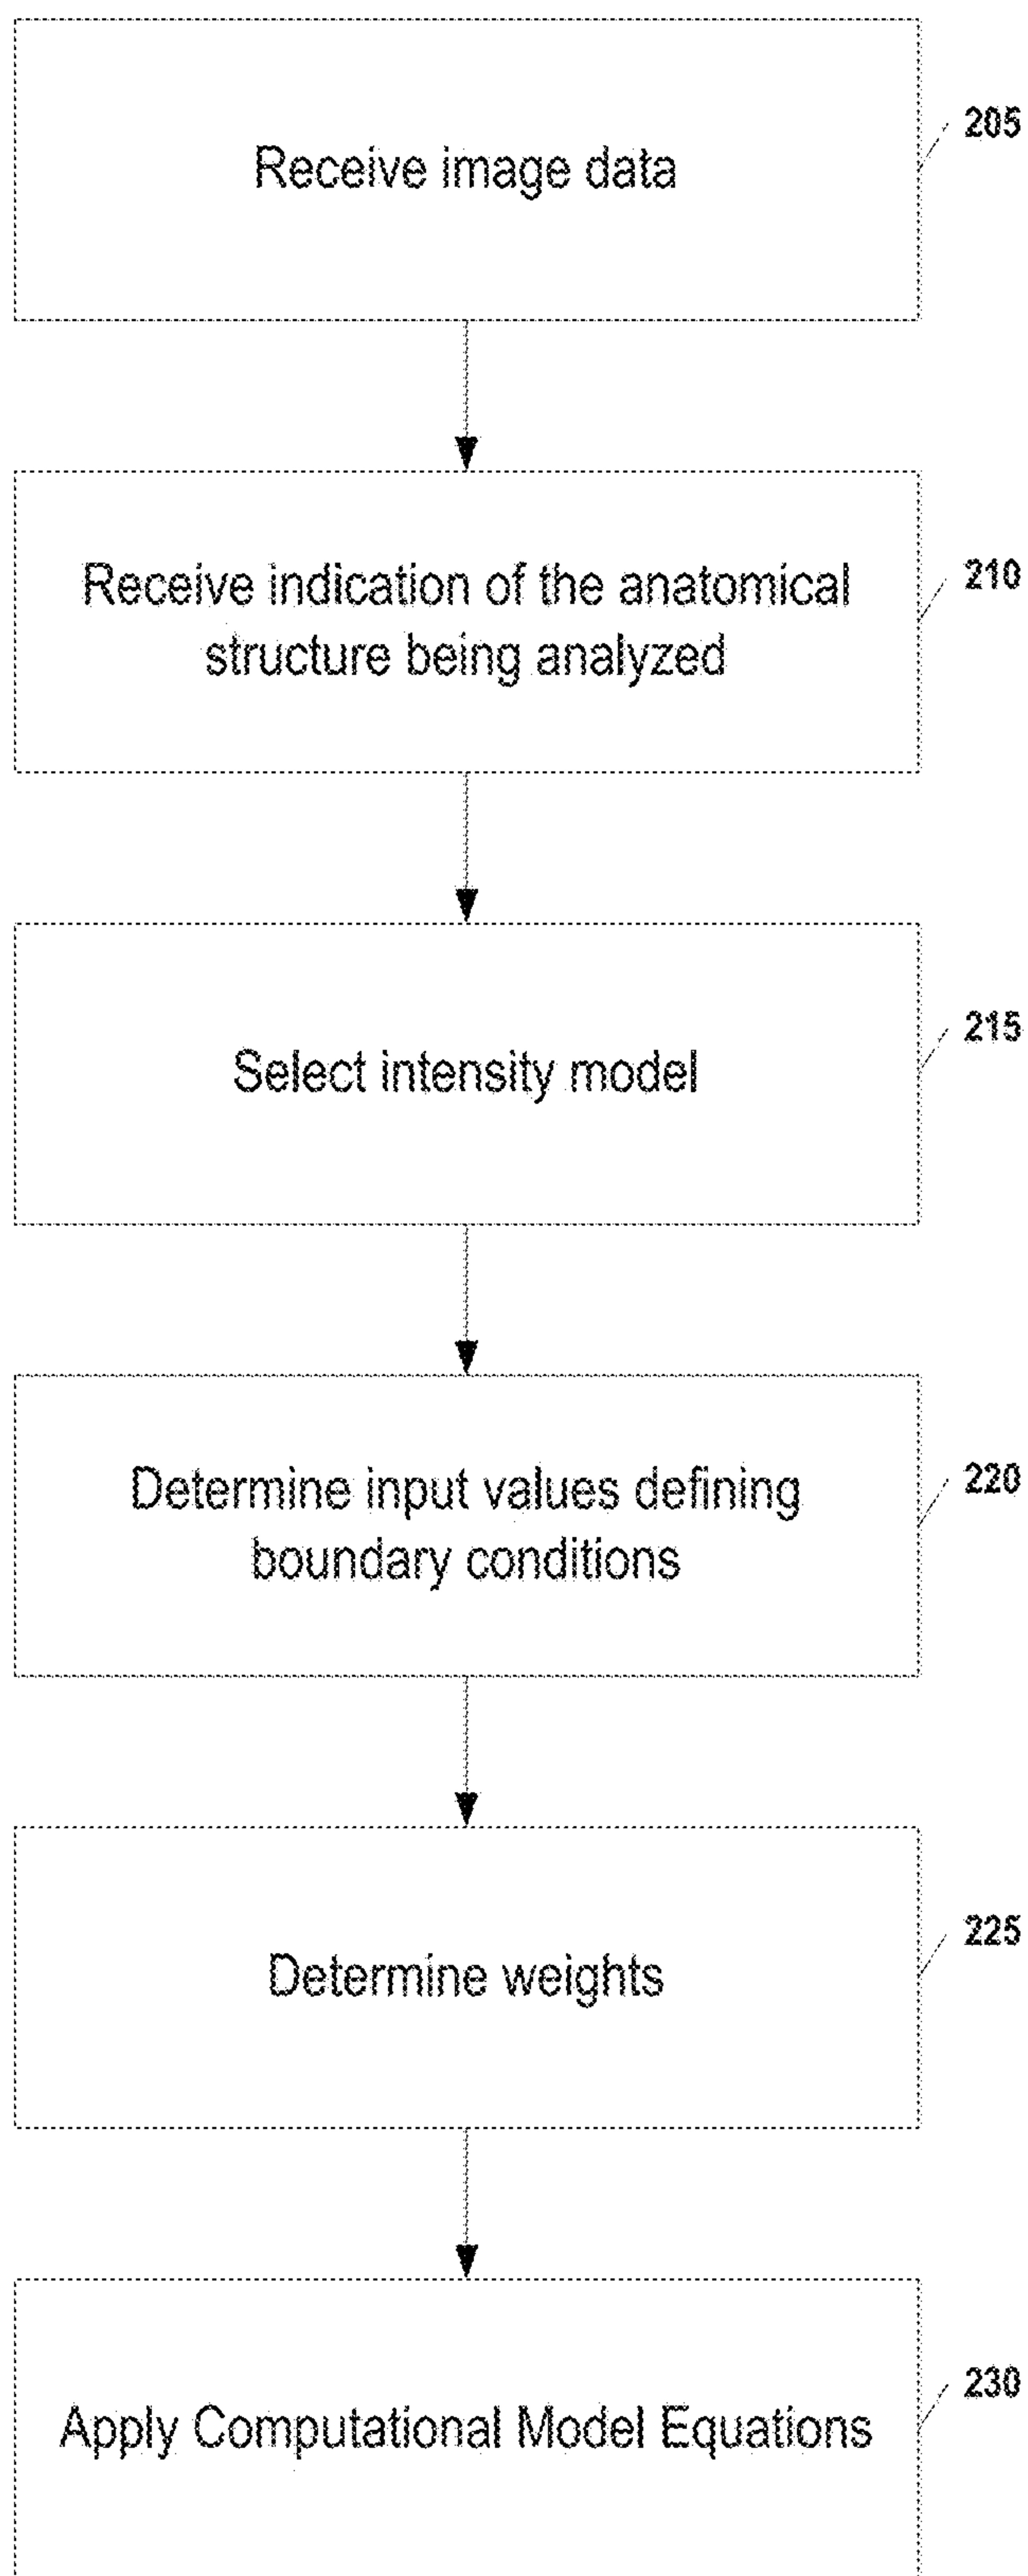 Receive image data
205
Receive indication of the anatomical
structure being analyzed
210
Select intensity model
215
Determine input values defining
boundary conditions
220
Determine weights
225
Apply Computational Model Equations
230